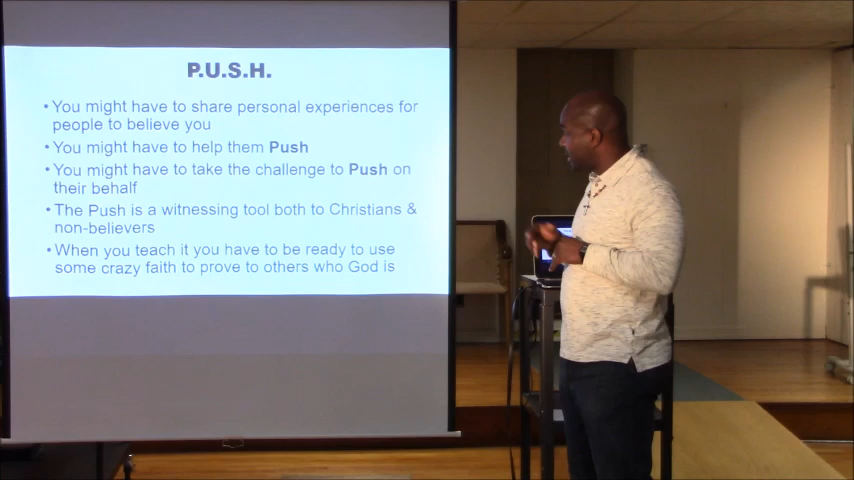 P.U.S.H.
• You might have to share personal experiences for
people to believe you
• You might have to help them Push
• You might have to take the challenge to Push on
their behalf
• The Push is a witnessing tool both to Christians &
non-believers
• When you teach it you have to be ready to use
some crazy faith to prove to others who God is